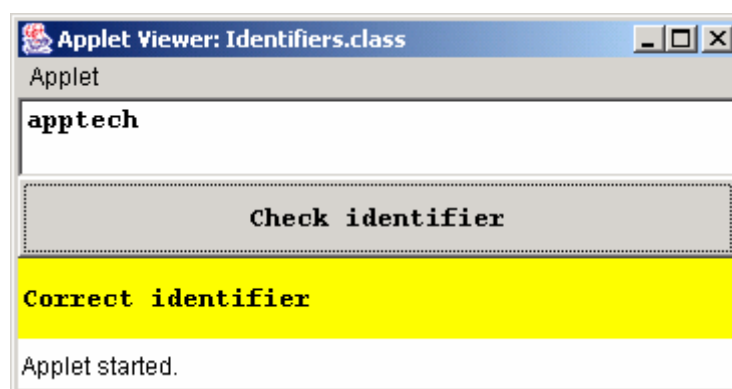 Applet Viewer: Identifiers.class
Applet
apptech
Check identifier
Correct identifier
Applet started.